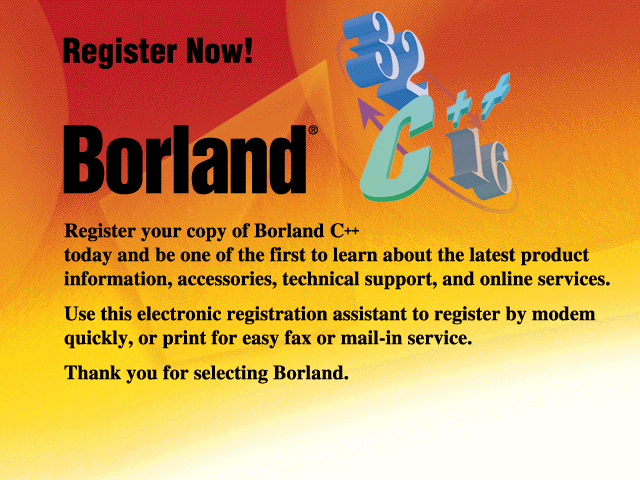 Register Now!
32
C++
16
Borland®
Register your copy of Borland C++
today and be one of the first to learn about the latest product
information, accessories, technical support, and online services.
Use this electronic registration assistant to register by modem
quickly, or print for easy fax or mail-in service.
Thank you for selecting Borland.